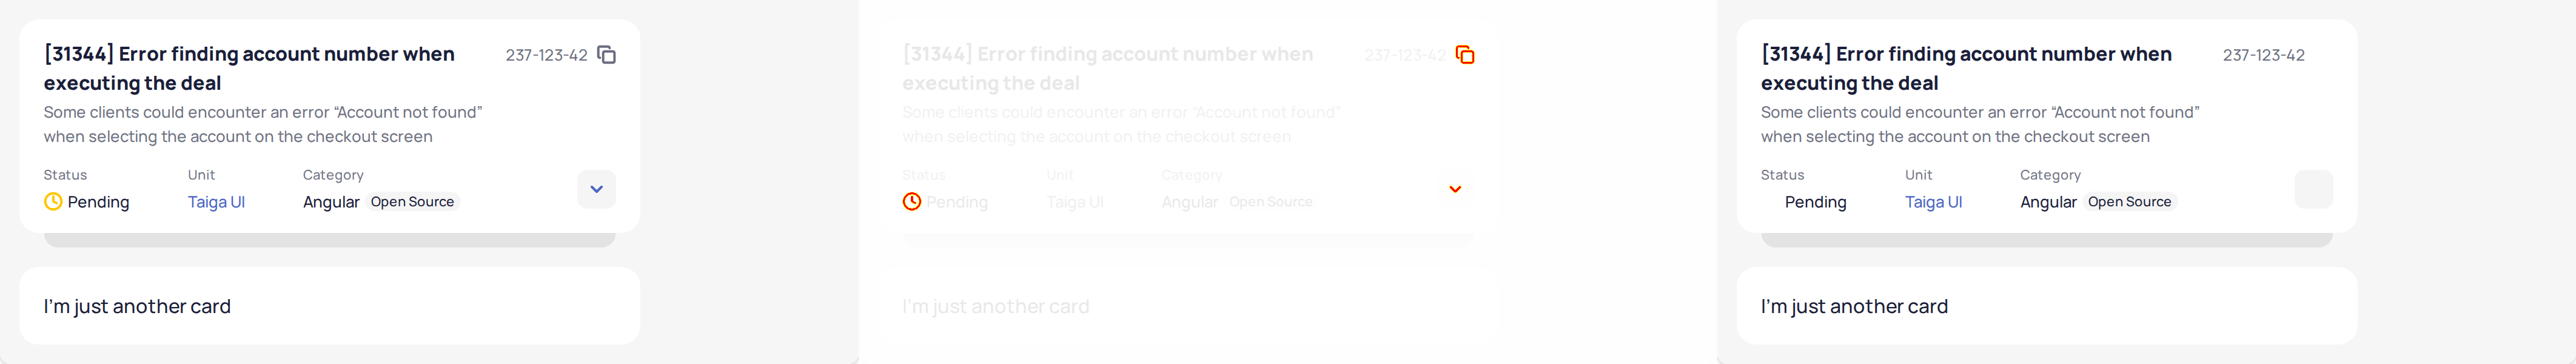 [31344] Error finding account number when
executing the deal
237-123-42
Some clients could encounter an error “Account not found”
when selecting the account on the checkout screen
Status
Unit
Category
Pending
Taiga UI
Angular Open Source
I’m just another card
[31344] Error finding account number when
executing the deal
237-123-42
Some clients could encounter an error “Account not found”
when selecting the account on the checkout screen
Status
Unit
Category
Pending
Taiga UI
Angular Open Source
I’m just another card
[31344] Error finding account number when
executing the deal
237-123-42
Some clients could encounter an error “Account not found”
when selecting the account on the checkout screen
Status
Unit
Category
Pending
Taiga UI
Angular Open Source
I’m just another card